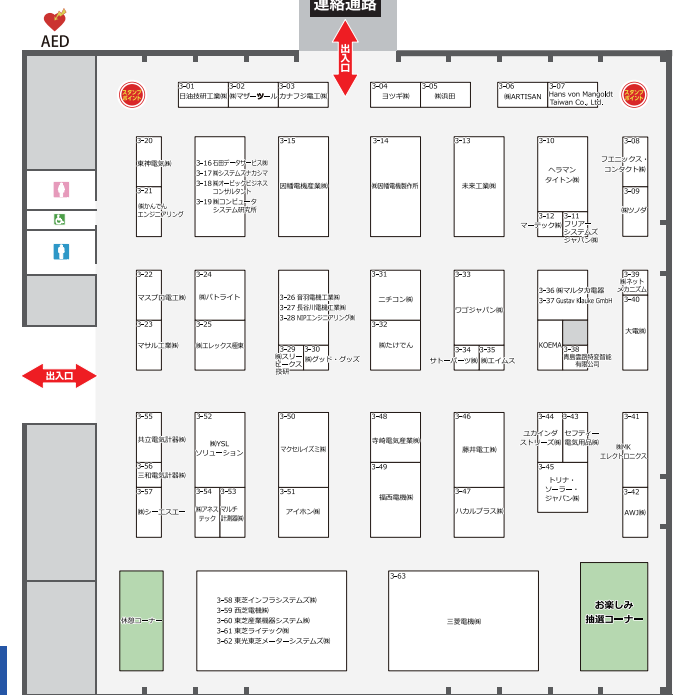 連絡通路
AED
出入口
スタンプ
ポイント
3-01
日油技研工業㈱
3-02
㈱マザーツール
3-03
カナフジ電工㈱
3-04
ヨツギ㈱
3-05
㈱浜田
3-06
㈱ARTISAN
3-07
Hans von Mangoldt
Taiwan Co., Ltd.
スタンプ
ポイント
3-20
東神電気㈱
3-21
㈱かんでん
エンジニアリング
3-16 石田データサービス㈱
3-17 ㈱システムズナカシマ
3-18 ㈱オービックビジネス
コンサルタント
3-19 ㈱コンピュータ
システム研究所
3-15
因幡電機産業㈱
3-14
㈱因幡電機製作所
3-13
未来工業㈱
3-10
ヘラマン
タイトン㈱
3-12
マーテック㈱
3-11
フリアー
システムズ
ジャパン㈱
3-08
フエニックス・
コンタクト㈱
3-09
㈱ツノダ
3-22
マスプロ電工㈱
3-23
マサル工業㈱
3-24
㈱パトライト
3-25
㈱エレックス極東
3-26 音羽電機工業㈱
3-27 長谷川電機工業㈱
3-28 NIPエンジニアリング㈱
3-29
㈱スリー
ピークス
技研
3-30
㈱グッド・グッズ
3-31
ニチコン㈱
3-32
㈱たけでん
3-33
ワゴジャパン㈱
3-34
サトーパーツ㈱
3-35
㈱エイムス
3-36 ㈱マルタカ電器
3-37 Gustav Klauke GmbH
KOEMA
3-38
青島雲路特変智能
有限公司
3-39
㈱ネット
メカニズム
3-40
大電㈱
出入口
3-55
共立電気計器㈱
3-56
三和電気計器㈱
3-57
㈱シーエスエー
3-52
㈱YSL
ソリューション
3-54
㈱アネス
テック
3-53
マルチ
計測器㈱
3-50
マクセルイズミ㈱
3-51
アイホン㈱
3-48
寺崎電気産業㈱
3-49
福西電機㈱
3-46
藤井電工㈱
3-47
ハカルプラス㈱
3-44
ユカインダ
ストリーズ㈱
3-43
セフティー
電気用品㈱
3-45
トリナ・
ソーラー・
ジャパン㈱
3-41
㈱MK
エレクトロニクス
3-42
AWJ㈱
休憩コーナー
3-58 東芝インフラシステムズ㈱
3-59 西芝電機㈱
3-60 東芝産業機器システム㈱
3-61 東芝ライテック㈱
3-62 東光東芝メーターシステムズ㈱
3-63
三菱電機㈱
お楽しみ
抽選コーナー